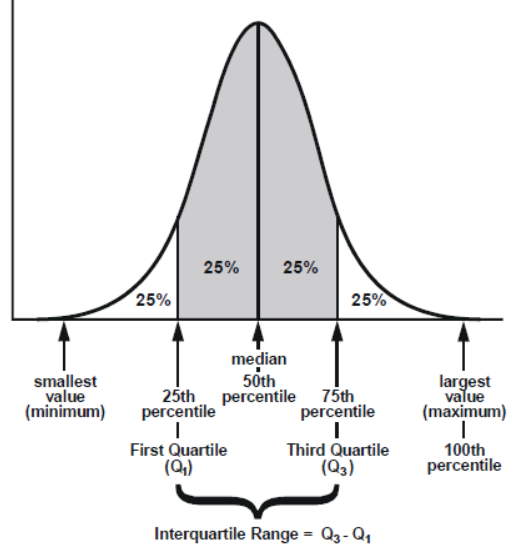 25%
25%
25%
25%
smallest
value
(minimum)
25th
percentile
First Quartile
(Q1)
median
50th
percentile
75th
percentile
Third Quartile
(Q3)
largest
value
(maximum)
100th
percentile
Interquartile Range = Q3 - Q1